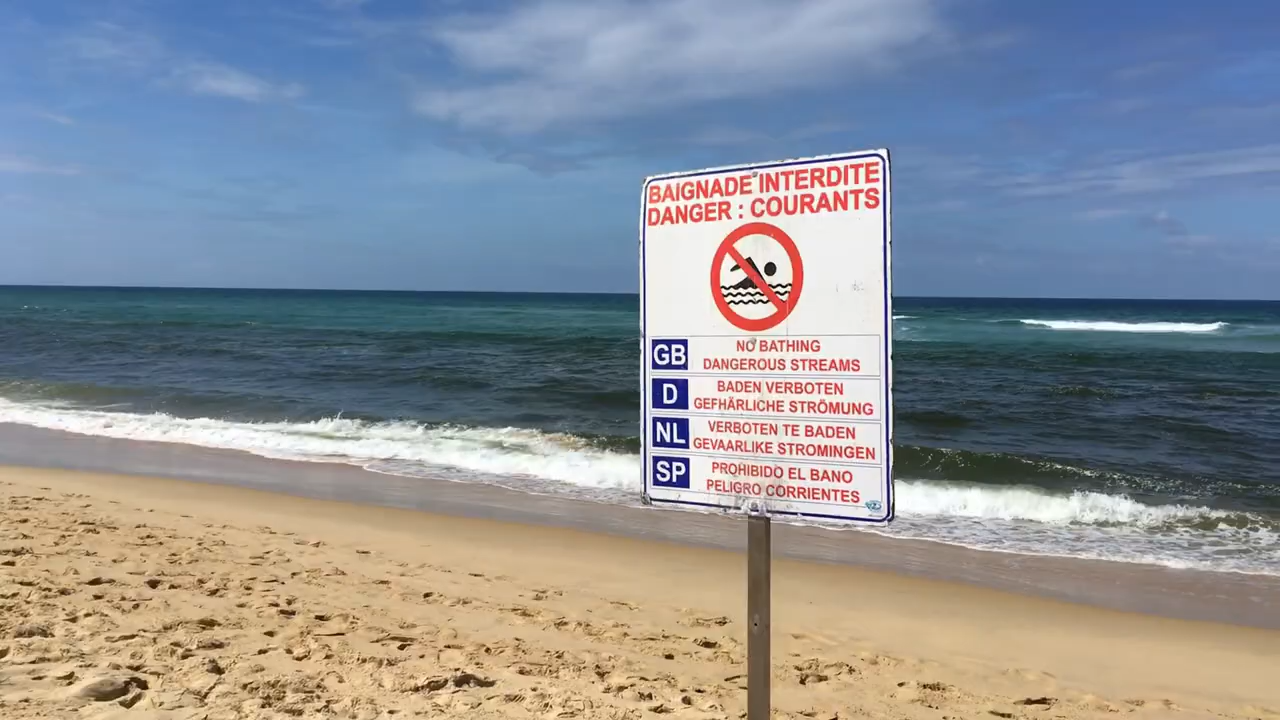 BAIGNADE INTERDITE
DANGER : COURANTS
GB
NO BATHING
DANGEROUS STREAMS
D
BADEN VERBOTEN
GEFHÄRLICHE STRÖMUNG
NL
VERBOTEN TE BADEN
GEVAARLIKE STROMINGEN
SP
PROHIBIDO EL BANO
PELIGRO CORRIENTES